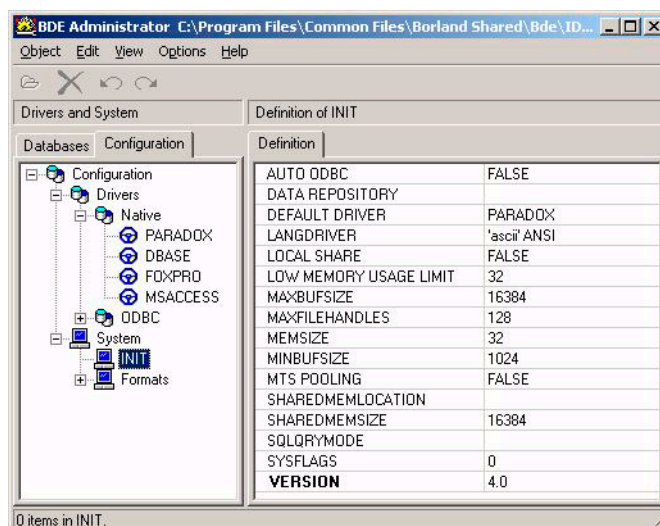 BDE Administrator C:\Program Files\Common Files\Borland Shared\Bde\ID...
Object Edit View Options Help
Drivers and System
Definition of INIT
Databases Configuration
Definition
Configuration
Drivers
Native
PARADOX
DBASE
FOXPRO
MSACCESS
ODBC
System
INIT
Formats
AUTO ODBC FALSE
DATA REPOSITORY
DEFAULT DRIVER PARADOX
LANGDRIVER 'ascii' ANSI
LOCAL SHARE FALSE
LOW MEMORY USAGE LIMIT 32
MAXBUFSIZE 16384
MAXFILEHANDLES 128
MEMSIZE 32
MINBUFSIZE 1024
MTS POOLING FALSE
SHAREDMEMLOCATION
SHAREDMEMSIZE 16384
SQLQRYMODE
SYSFLAGS 0
VERSION 4.0
0 items in INIT.